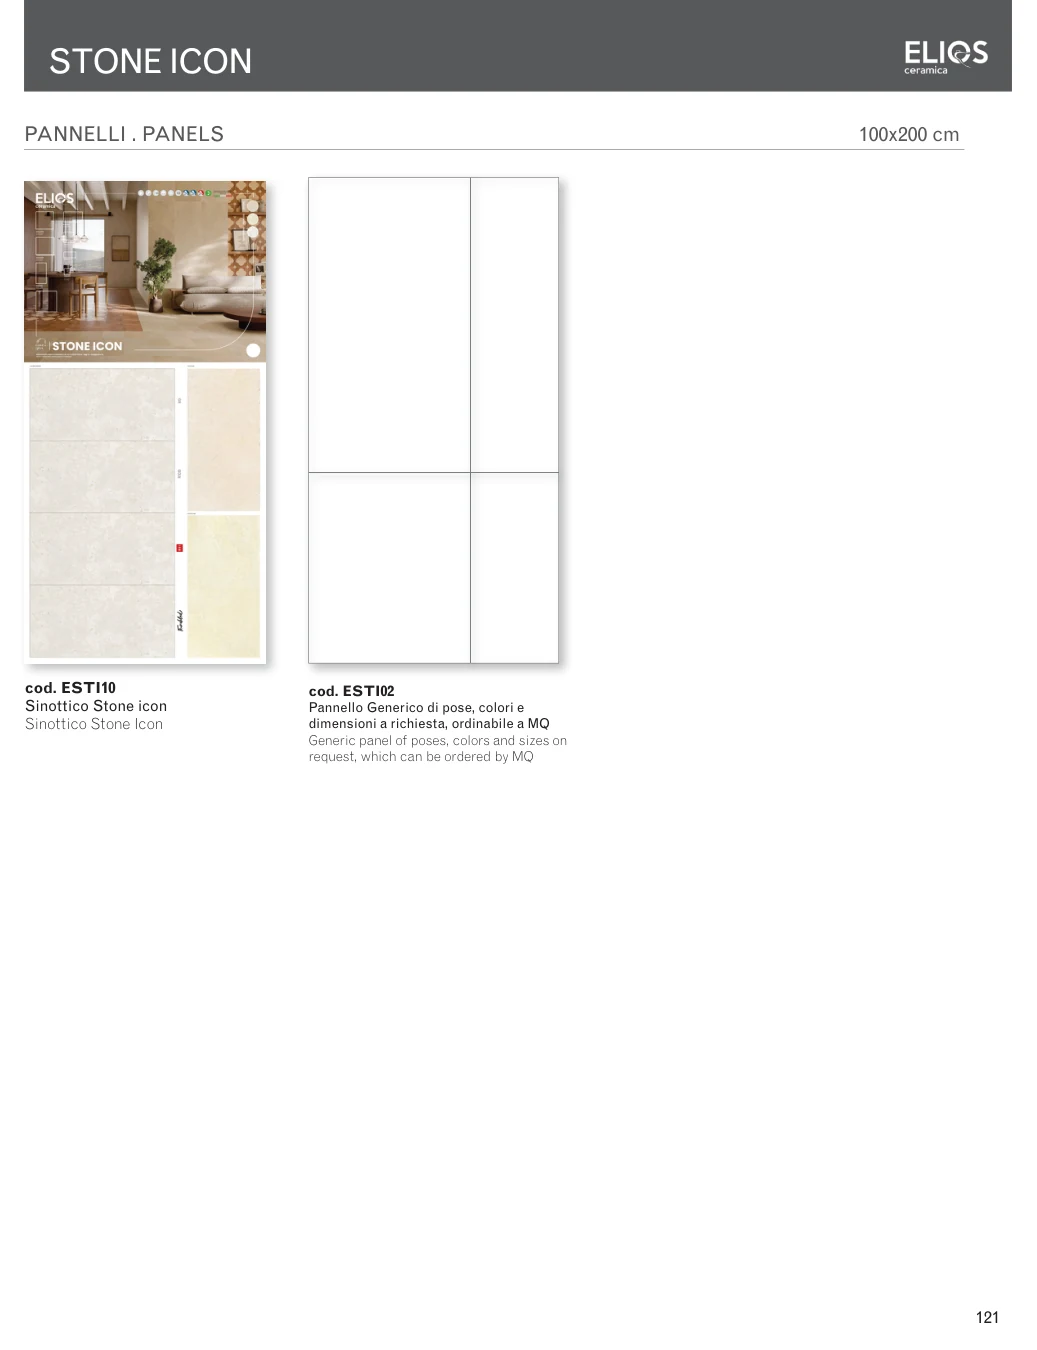 STONE ICON
ELIOS
ceramica
PANNELLI . PANELS
100x200 cm
ELIOS
STONE ICON
cod. ESTI10
Sinottico Stone icon
Sinottico Stone Icon
cod. ESTI02
Pannello Generico di pose, colori e
dimensioni a richiesta, ordinabile a MQ
Generic panel of poses, colors and sizes on
request, which can be ordered by MQ
121